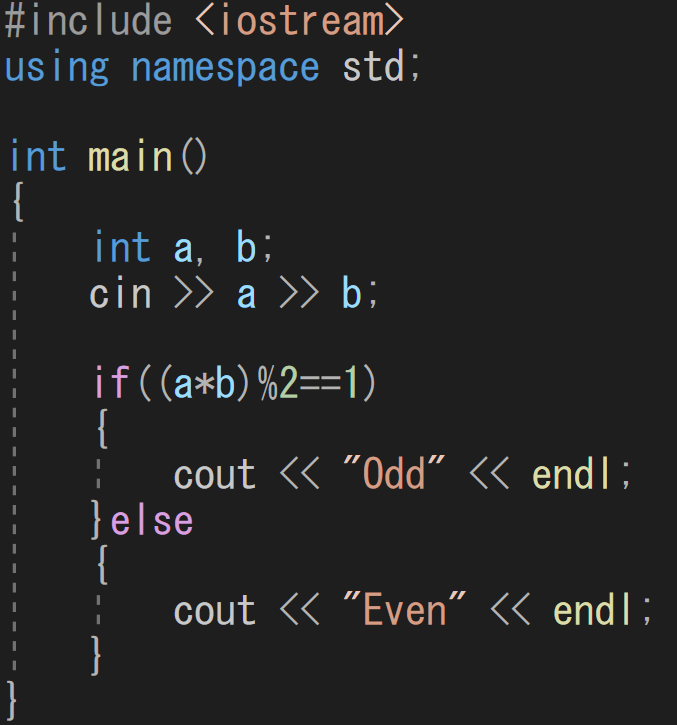 #include <iostream>
using namespace std;

int main()
{
    int a, b;
    cin >> a >> b;

    if((a*b)%2==1)
    {
        cout << "Odd" << endl;
    }else
    {
        cout << "Even" << endl;
    }
}